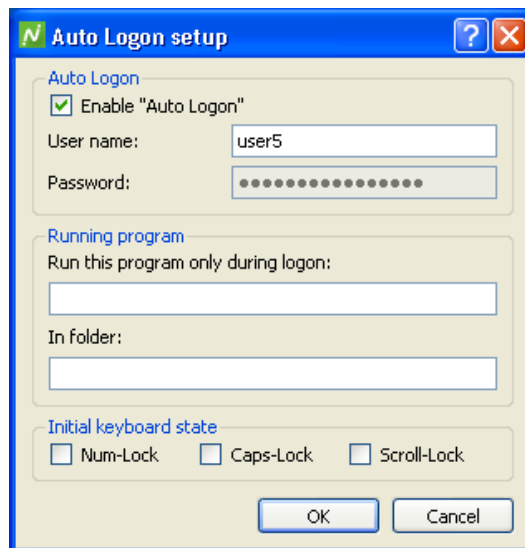 Auto Logon setup
Auto Logon
Enable "Auto Logon"
User name: user5
Password: ●●●●●●●●●●●●●●●●
Running program
Run this program only during logon:
In folder:
Initial keyboard state
Num-Lock Caps-Lock Scroll-Lock
OK Cancel